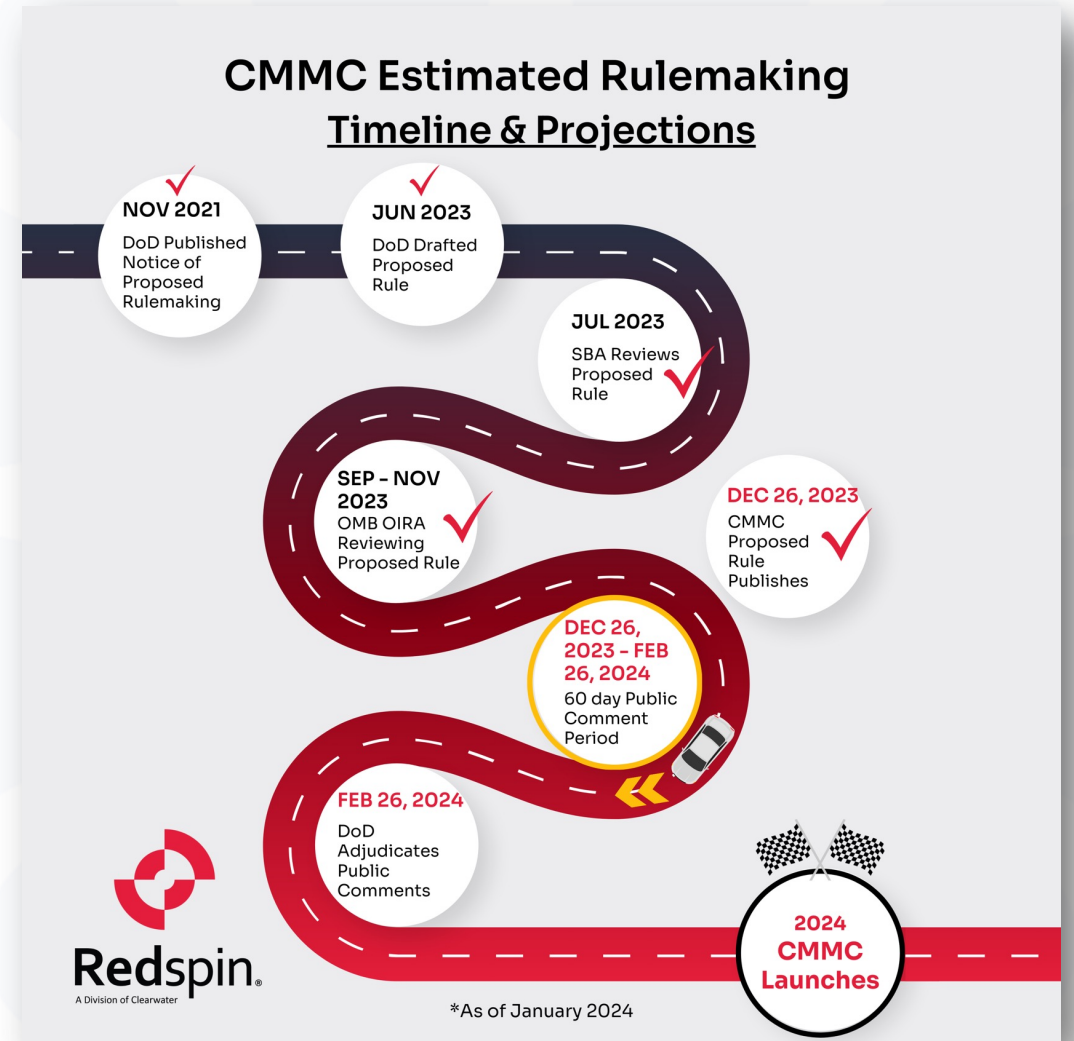 CMMC Estimated Rulemaking
Timeline & Projections
NOV 2021
DoD Published
Notice of
Proposed
Rulemaking
JUN 2023
DoD Drafted
Proposed
Rule
JUL 2023
SBA Reviews
Proposed
Rule
SEP – NOV
2023
OMB OIRA
Reviewing
Proposed Rule
DEC 26, 2023
CMMC
Proposed
Rule
Publishes
DEC 26,
2023 – FEB
26, 2024
60 day Public
Comment
Period
FEB 26, 2024
DoD
Adjudicates
Public
Comments
2024
CMMC
Launches
Redspin®
A Division of Clearwater
*As of January 2024